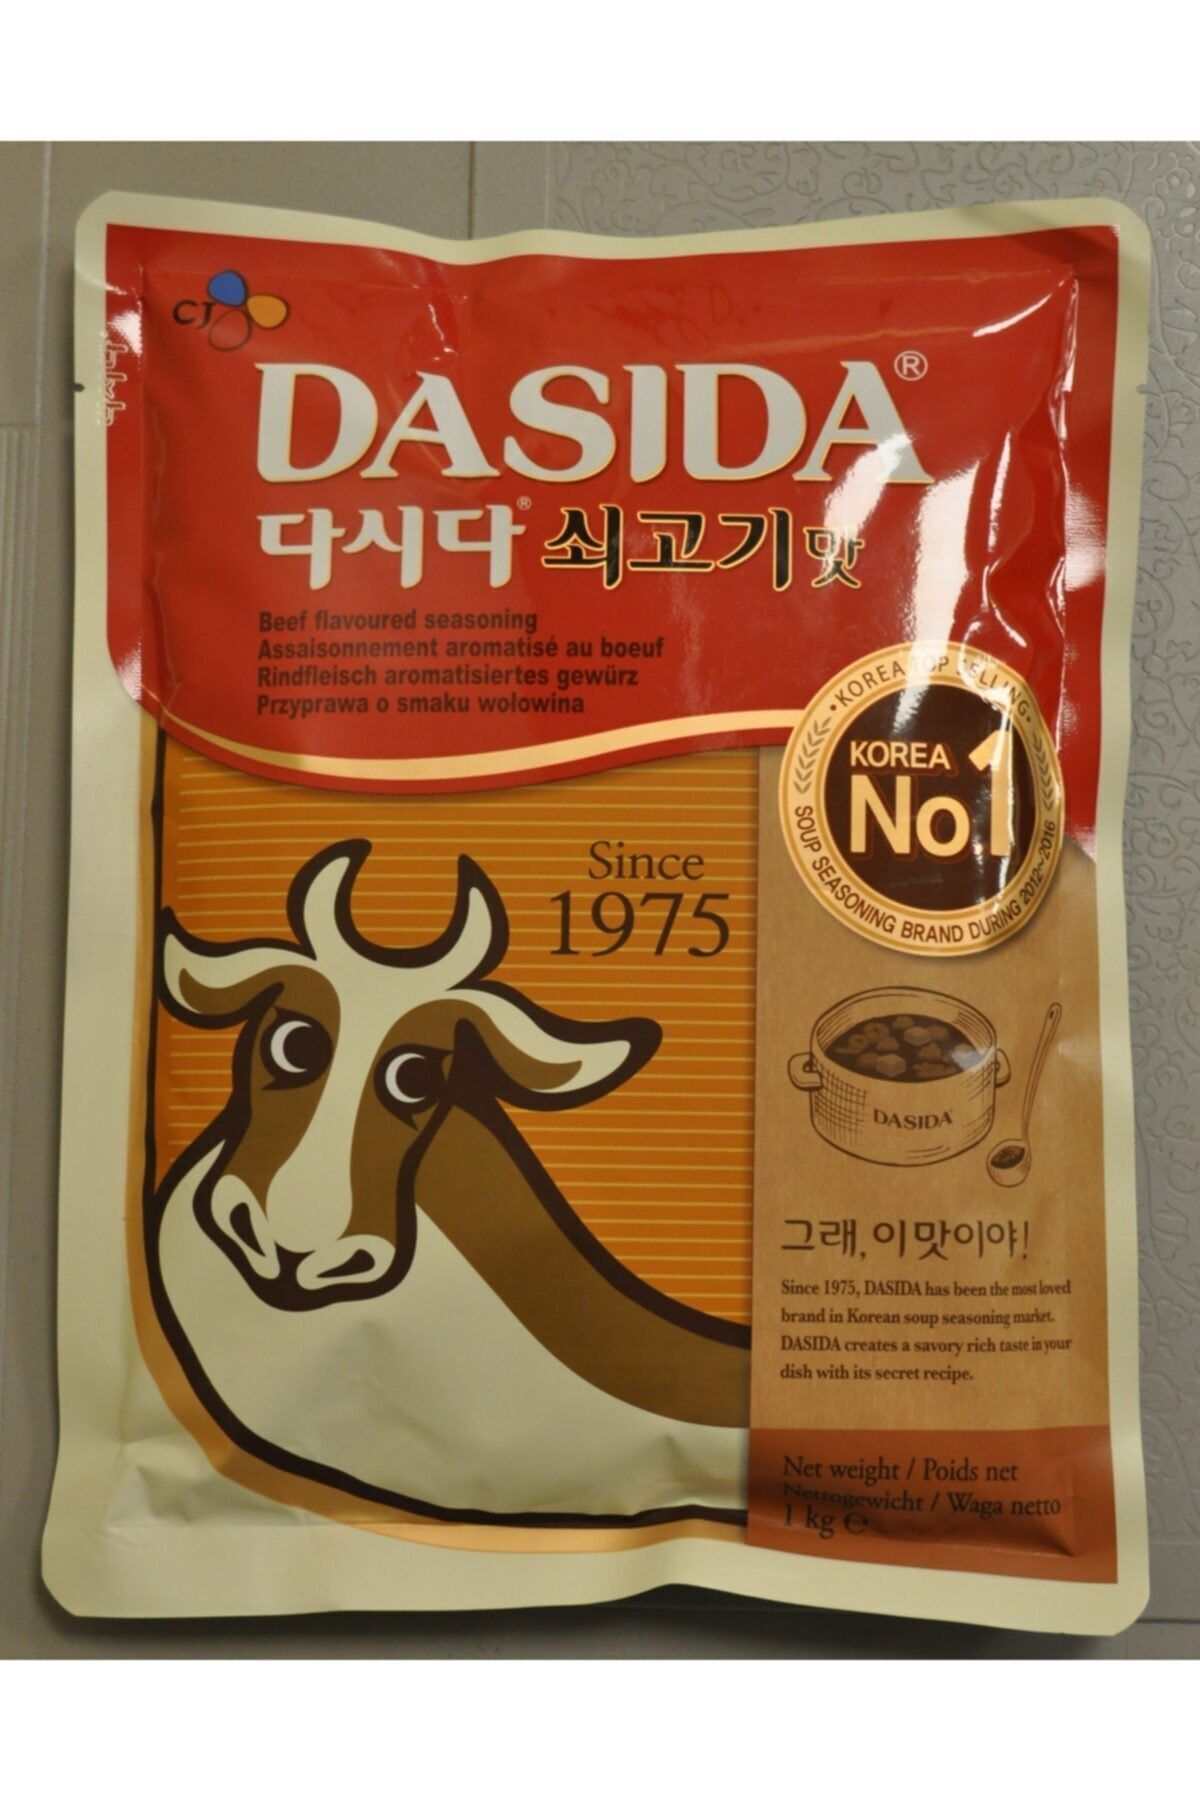 CJ
DASIDA®
다시다® 쇠고기맛
Beef flavoured seasoning
Assaisonnement aromatisé au boeuf
Rindfleisch aromatisiertes gewürz
Przyprawa o smaku wołowina
KOREA TOP SELLING
KOREA
No.1
SOUP SEASONING BRAND DURING 2012~2016
Since
1975
DASIDA
그래, 이 맛이야!
Since 1975, DASIDA has been the most loved
brand in Korean soup seasoning market.
DASIDA creates a savory rich taste in your
dish with its secret recipe.
Net weight / Poids net
Nettogewicht / Waga netto
1 kg ℮